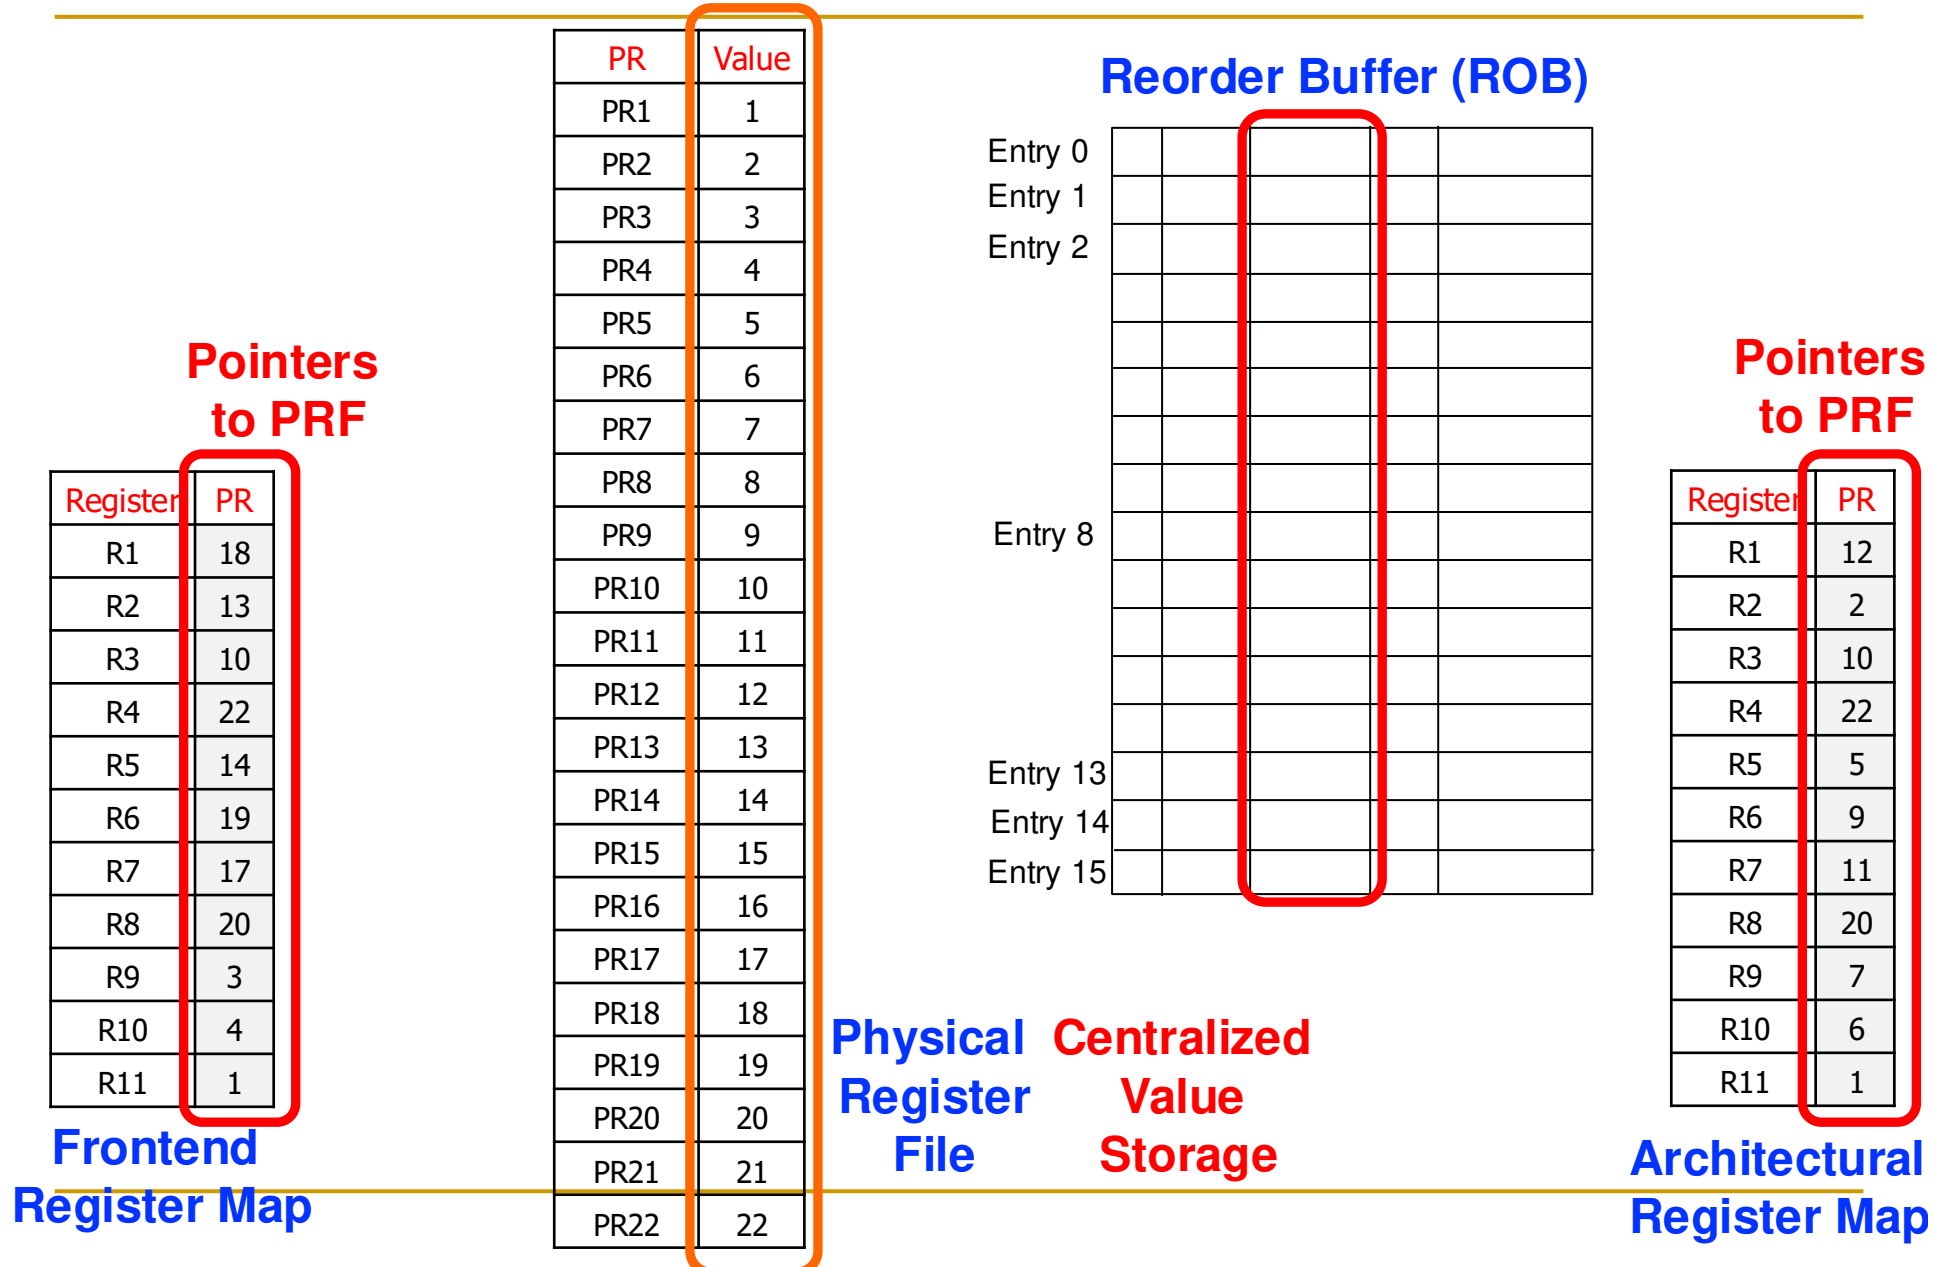 Pointers
to PRF
Register PR
R1 18
R2 13
R3 10
R4 22
R5 14
R6 19
R7 17
R8 20
R9 3
R10 4
R11 1
Frontend
Register Map
PR Value
PR1 1
PR2 2
PR3 3
PR4 4
PR5 5
PR6 6
PR7 7
PR8 8
PR9 9
PR10 10
PR11 11
PR12 12
PR13 13
PR14 14
PR15 15
PR16 16
PR17 17
PR18 18
PR19 19
PR20 20
PR21 21
PR22 22
Physical
Register
File
Centralized
Value
Storage
Reorder Buffer (ROB)
Entry 0
Entry 1
Entry 2
Entry 8
Entry 13
Entry 14
Entry 15
Pointers
to PRF
Register PR
R1 12
R2 2
R3 10
R4 22
R5 5
R6 9
R7 11
R8 20
R9 7
R10 6
R11 1
Architectural
Register Map